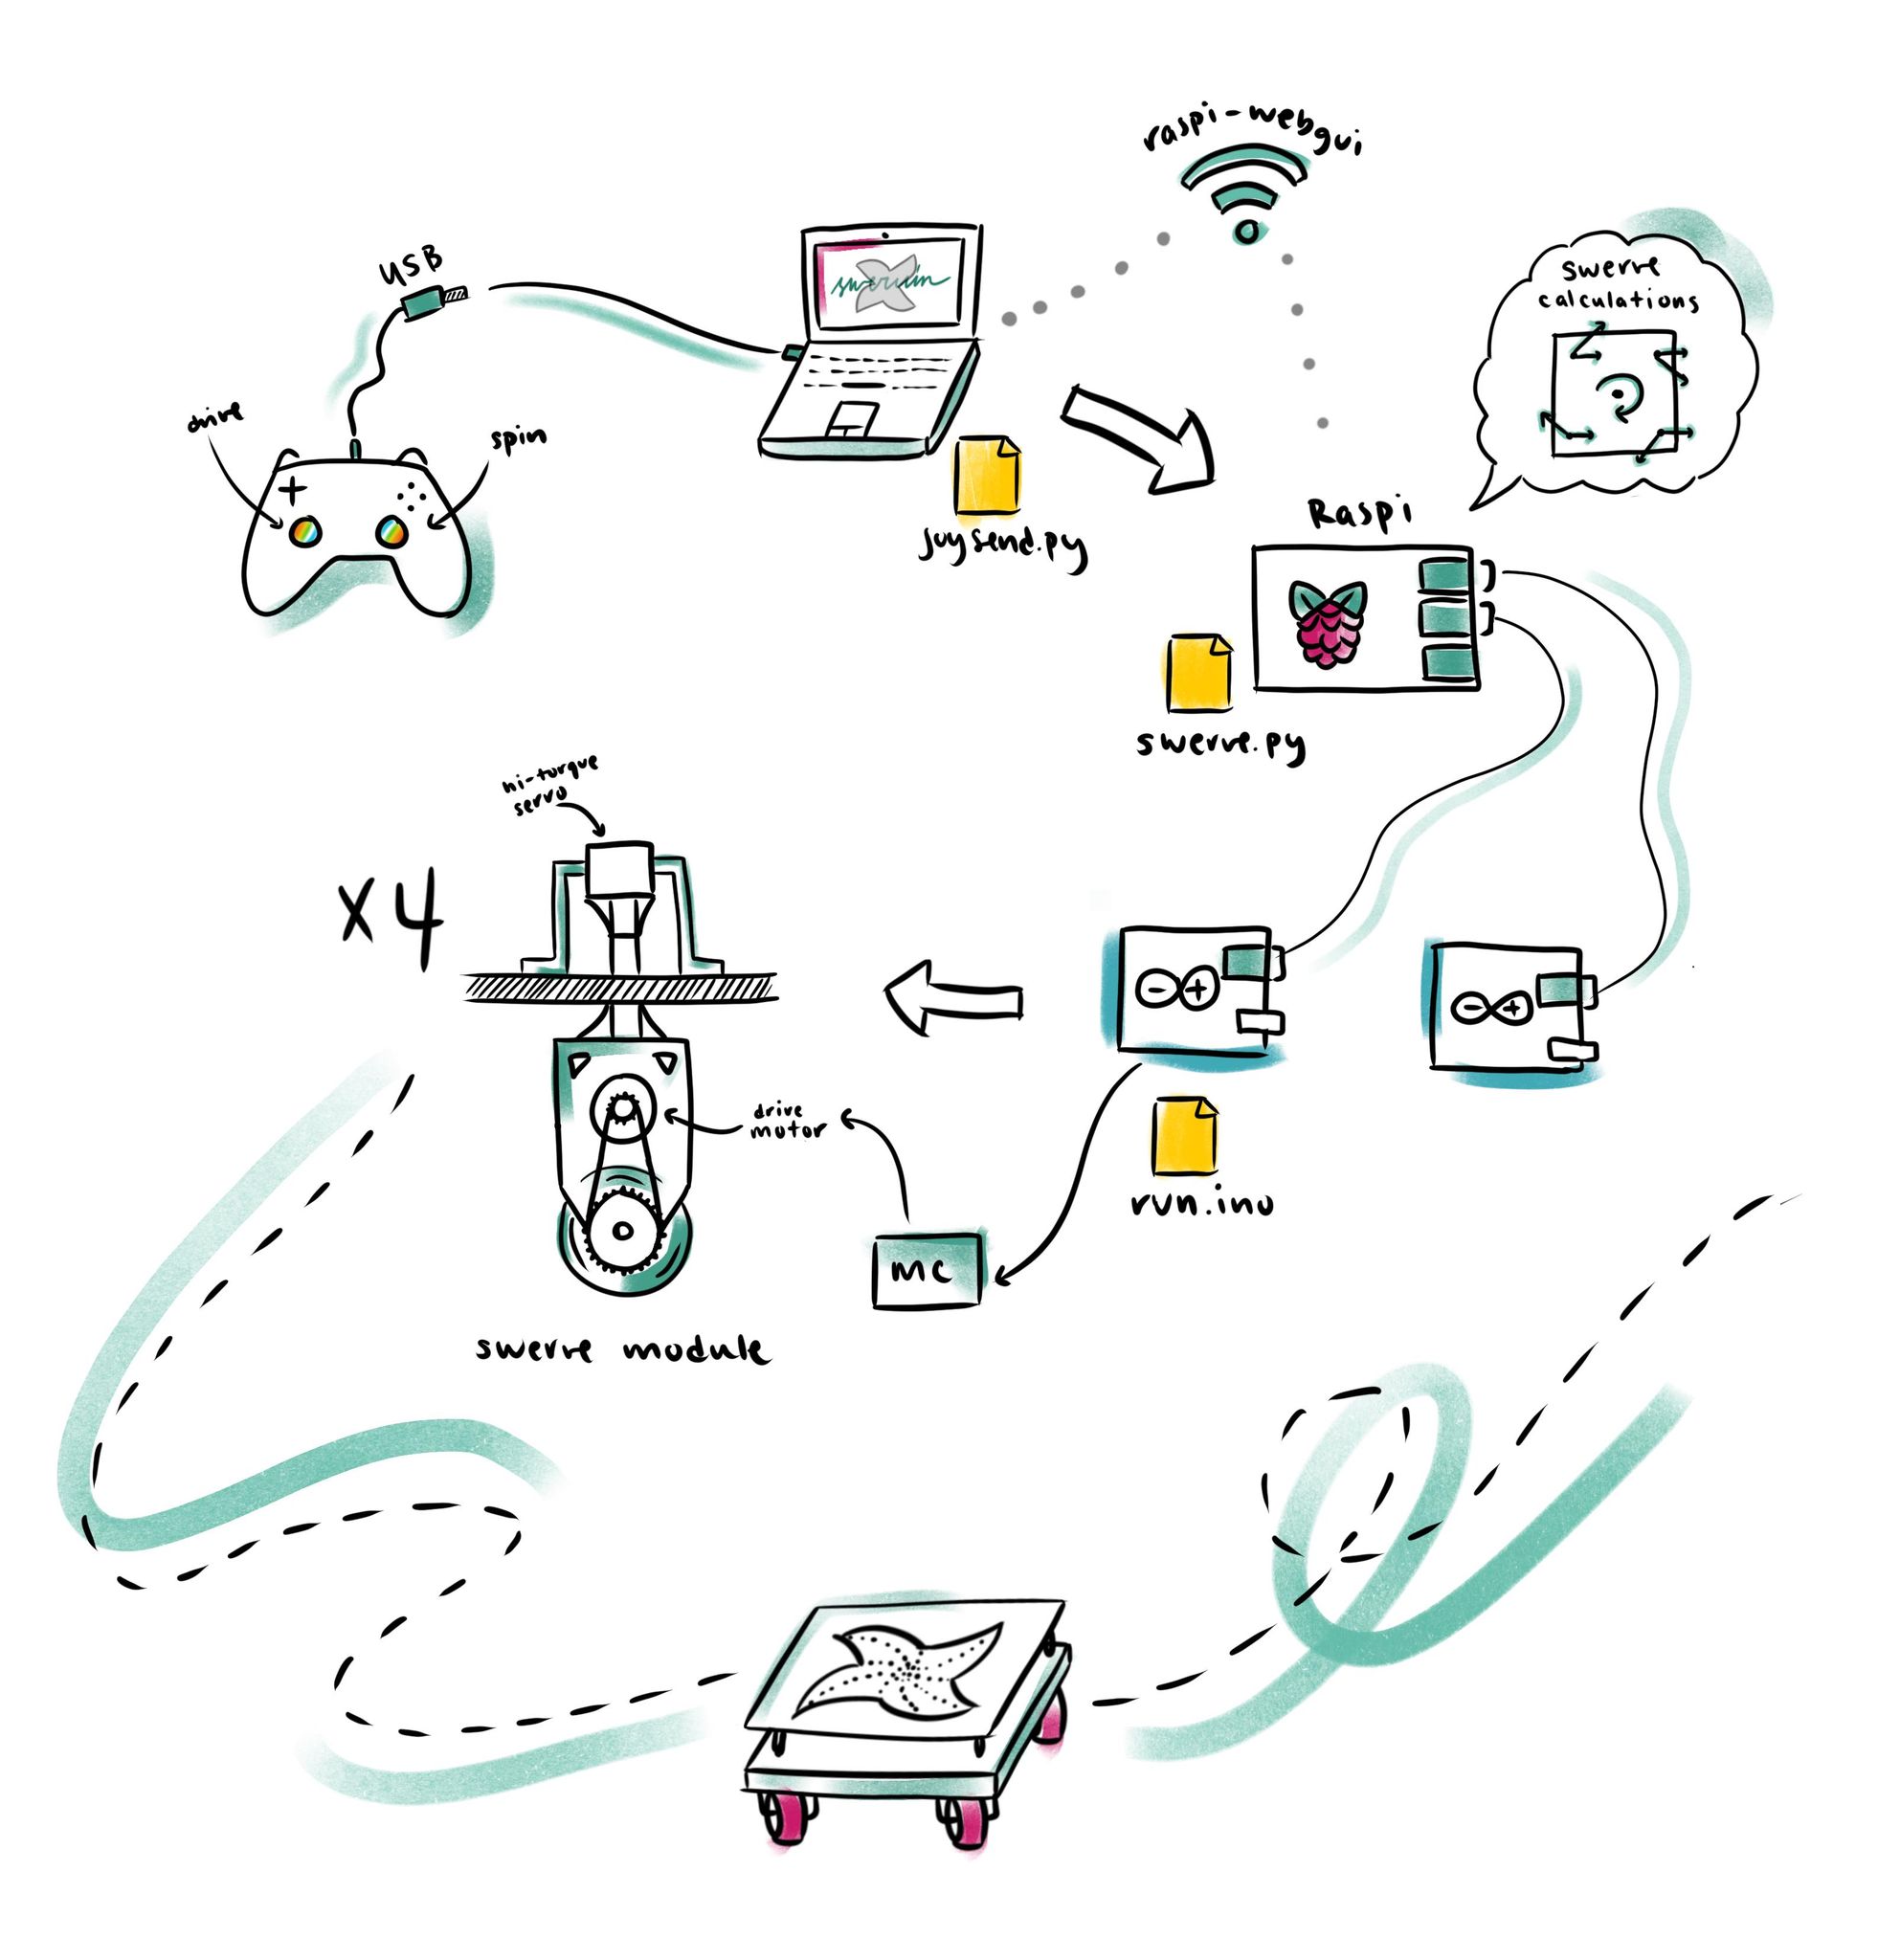 raspi-webgui
USB
swervin
swerve
calculations
drive
spin
joysend.py
Raspi
swerve.py
hi-torque
servo
x4
drive
motor
run.ino
MC
swerve module